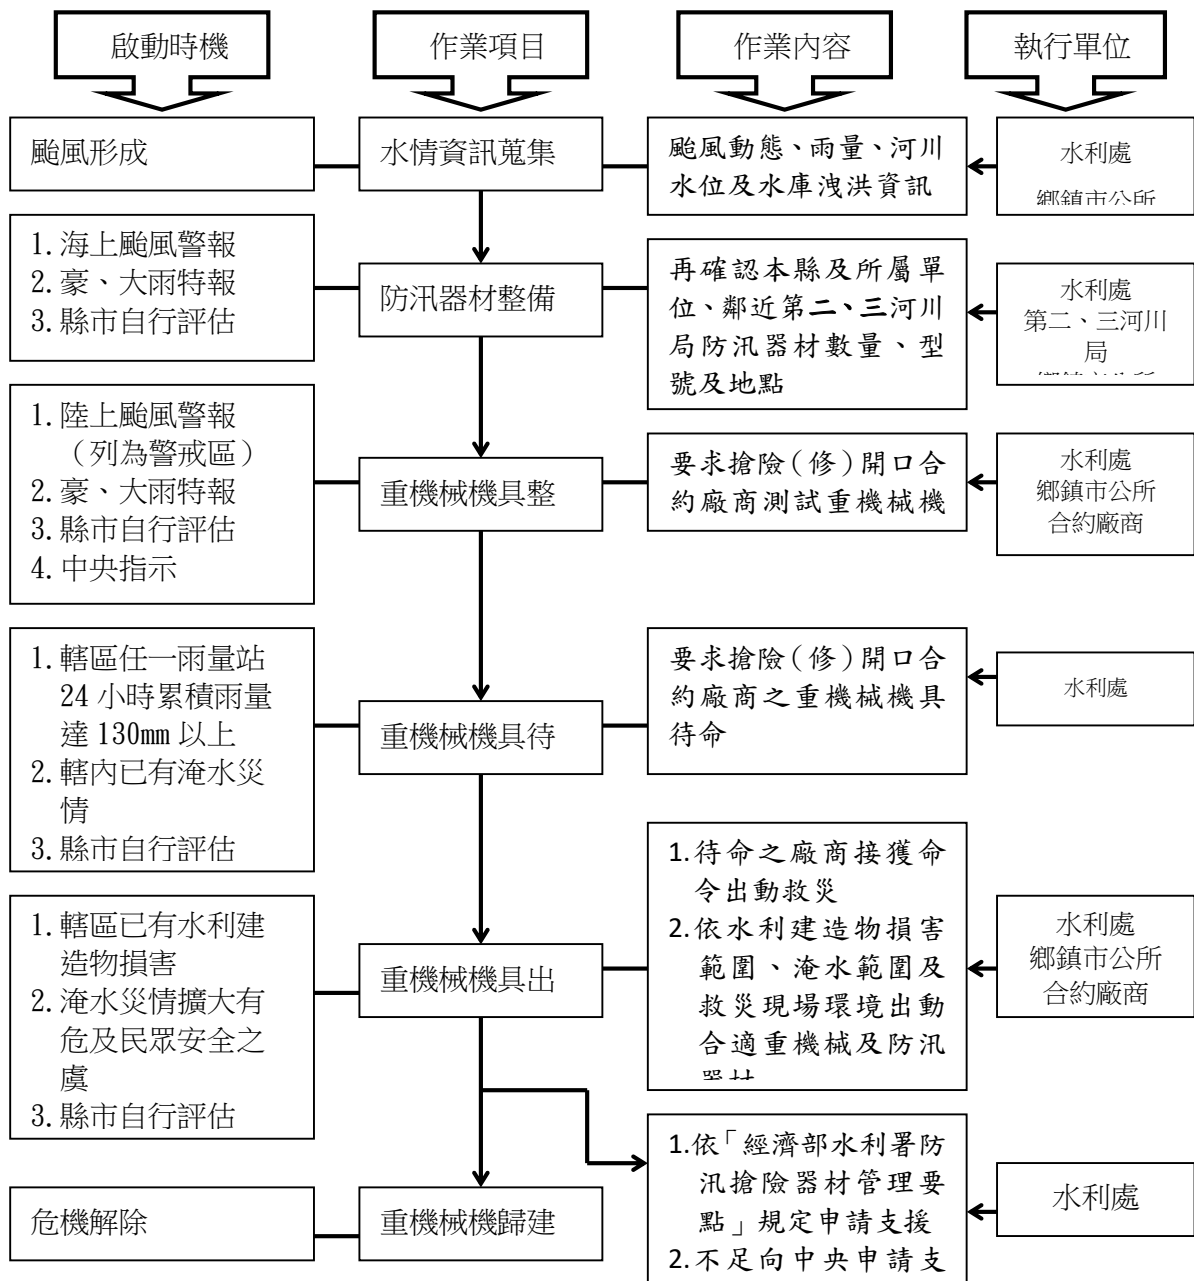 啟動時機
作業項目
作業內容
執行單位
颱風形成
水情資訊蒐集
颱風動態、雨量、河川
水位及水庫洩洪資訊
水利處
鄉鎮市公所
1.海上颱風警報
2.豪、大雨特報
3.縣市自行評估
防汛器材整備
再確認本縣及所屬單
位、鄰近第二、三河川
局防汛器材數量、型
號及地點
水利處
第二、三河川
局
鄉鎮市公所
1.陸上颱風警報
（列為警戒區）
2.豪、大雨特報
3.縣市自行評估
4.中央指示
重機械機具整
要求搶險(修)開口合
約廠商測試重機械機
水利處
鄉鎮市公所
合約廠商
1.轄區任一雨量站
24 小時累積雨量
達 130mm 以上
2.轄內已有淹水災
情
3.縣市自行評估
重機械機具待
要求搶險(修)開口合
約廠商之重機械機具
待命
水利處
1.轄區已有水利建
造物損害
2.淹水災情擴大有
危及民眾安全之
虞
3.縣市自行評估
重機械機具出
1.待命之廠商接獲命
令出動救災
2.依水利建造物損害
範圍、淹水範圍及
救災現場環境出動
合適重機械及防汛
器材
水利處
鄉鎮市公所
合約廠商
危機解除
重機械機歸建
1.依「經濟部水利署防
汛搶險器材管理要
點」規定申請支援
2.不足向中央申請支
水利處